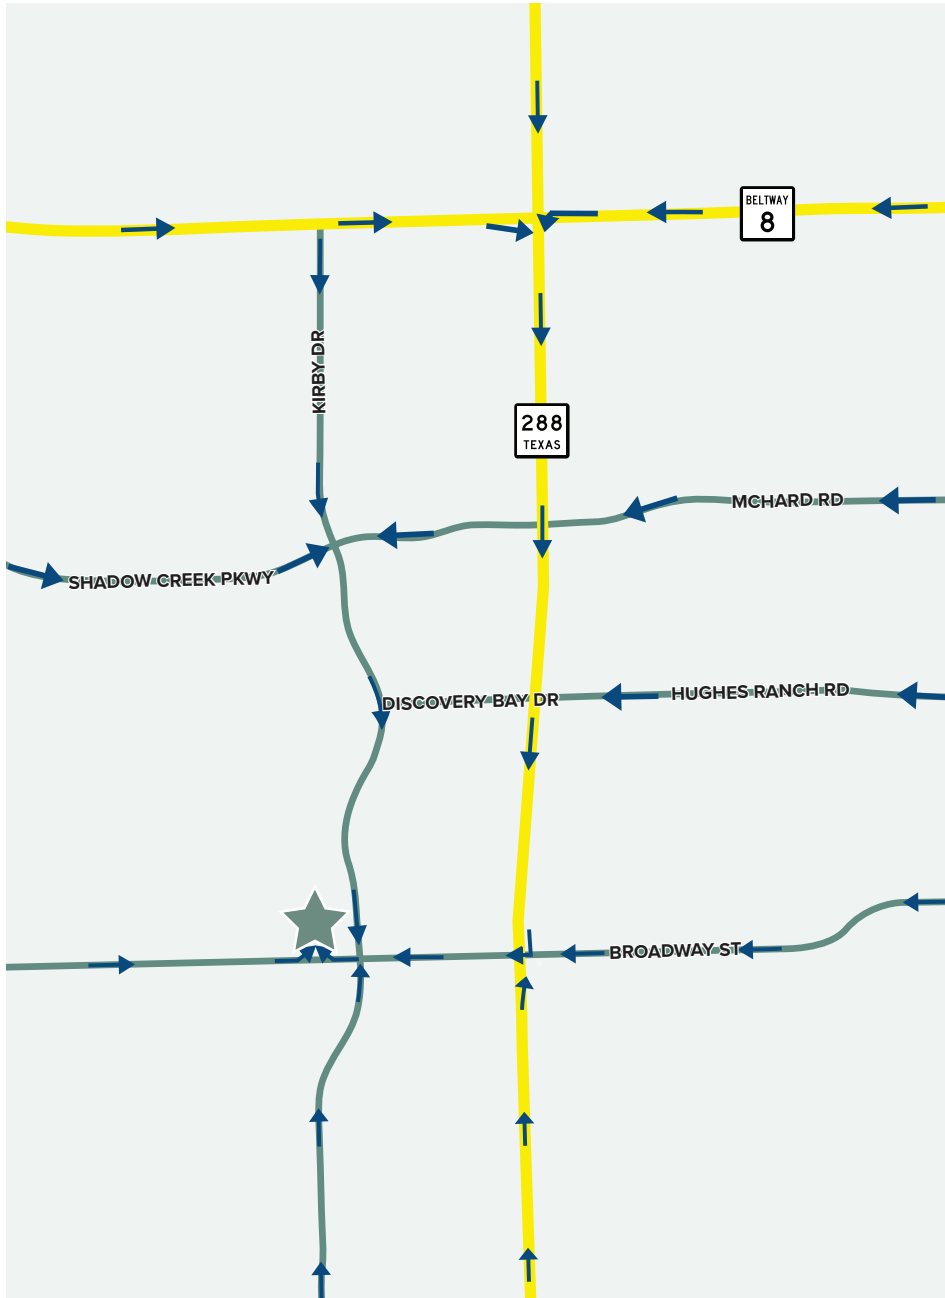 BELTWAY
8
KIRBY DR
288
TEXAS
MCHARD RD
SHADOW CREEK PKWY
DISCOVERY BAY DR
HUGHES RANCH RD
BROADWAY ST